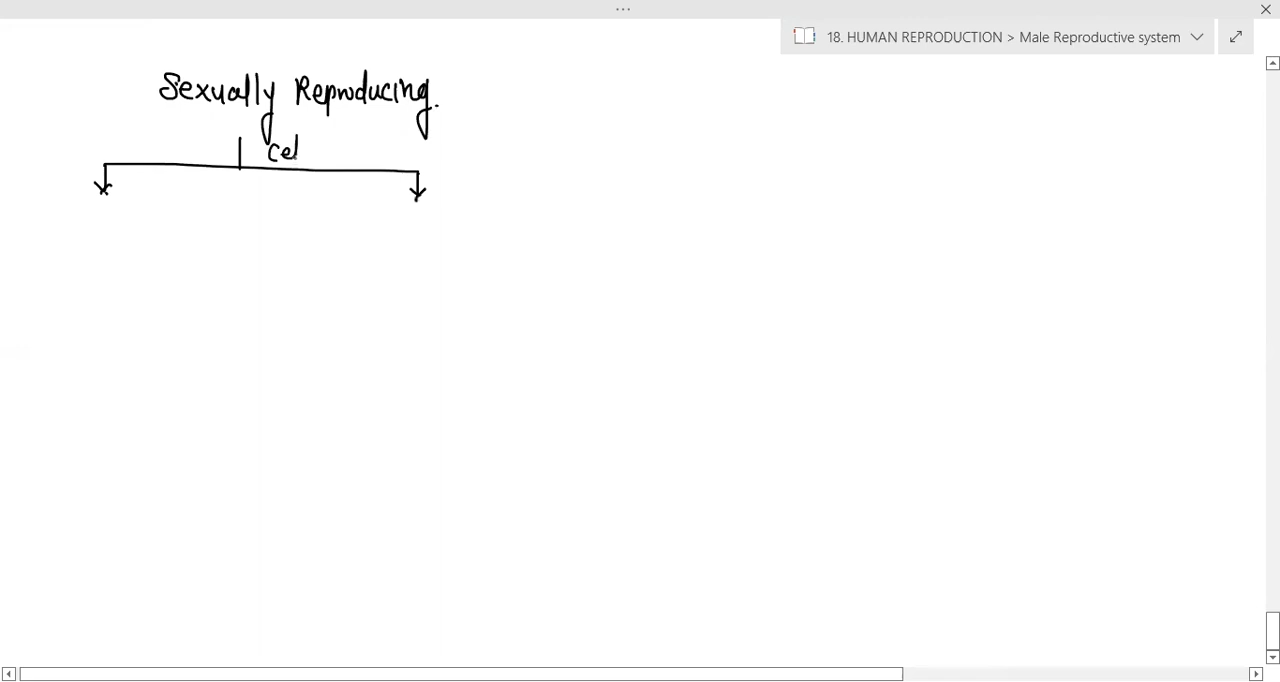 18. HUMAN REPRODUCTION > Male Reproductive system
Sexually Reproducing.
Cel